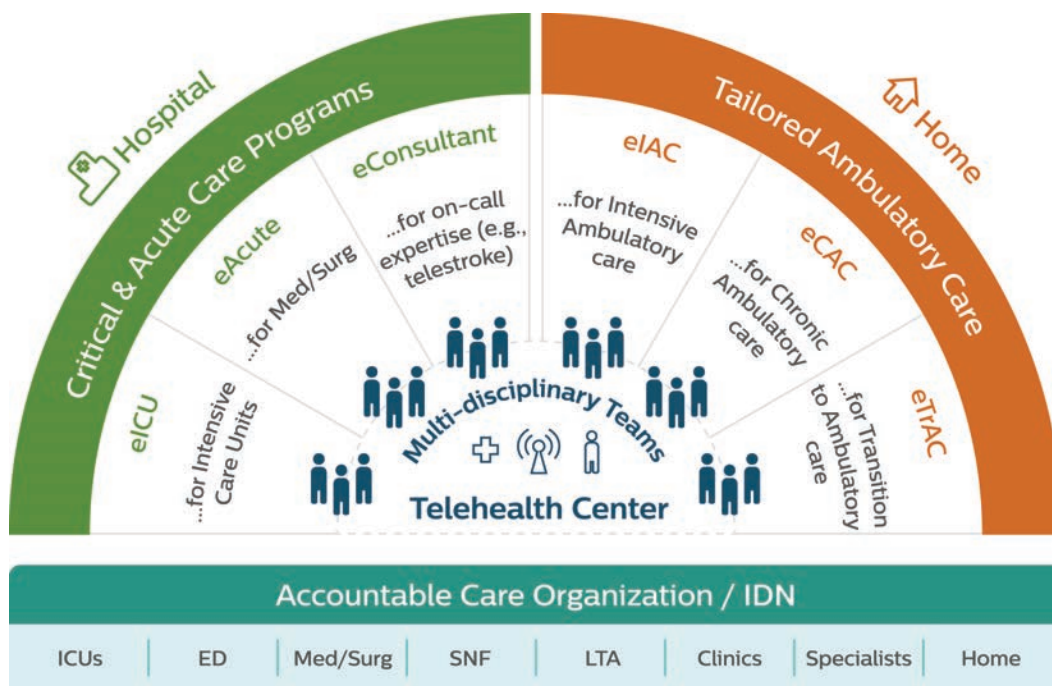 Hospital
Critical & Acute Care Programs
eICU
...for Intensive
Care Units
eAcute
...for Med/Surg
eConsultant
...for on-call
expertise (e.g.,
telestroke)
Home
Tailored Ambulatory Care
eIAC
...for Intensive
Ambulatory
care
eCAC
...for Chronic
Ambulatory
care
eTrAC
...for Transition
to Ambulatory
care
Multi-disciplinary Teams
Telehealth Center
Accountable Care Organization / IDN
ICUs ED Med/Surg SNF LTA Clinics Specialists Home